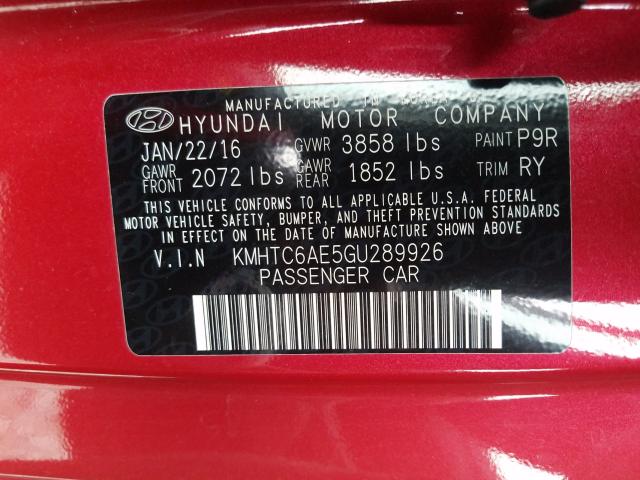 MANUFACTURED IN KOREA
HYUNDAI MOTOR COMPANY
JAN/22/16 GVWR 3858 lbs PAINT P9R
GAWR FRONT 2072 lbs GAWR REAR 1852 lbs TRIM RY
THIS VEHICLE CONFORMS TO ALL APPLICABLE U.S.A. FEDERAL
MOTOR VEHICLE SAFETY, BUMPER, AND THEFT PREVENTION STANDARDS
IN EFFECT ON THE DATE OF MANUFACTURE SHOWN ABOVE.
V.I.N KMHTC6AE5GU289926
PASSENGER CAR